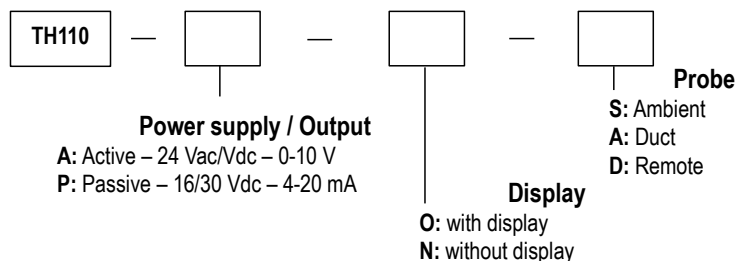 TH110 — — —
Probe
S: Ambient
A: Duct
D: Remote
Power supply / Output
A: Active – 24 Vac/Vdc – 0-10 V
P: Passive – 16/30 Vdc – 4-20 mA
Display
O: with display
N: without display